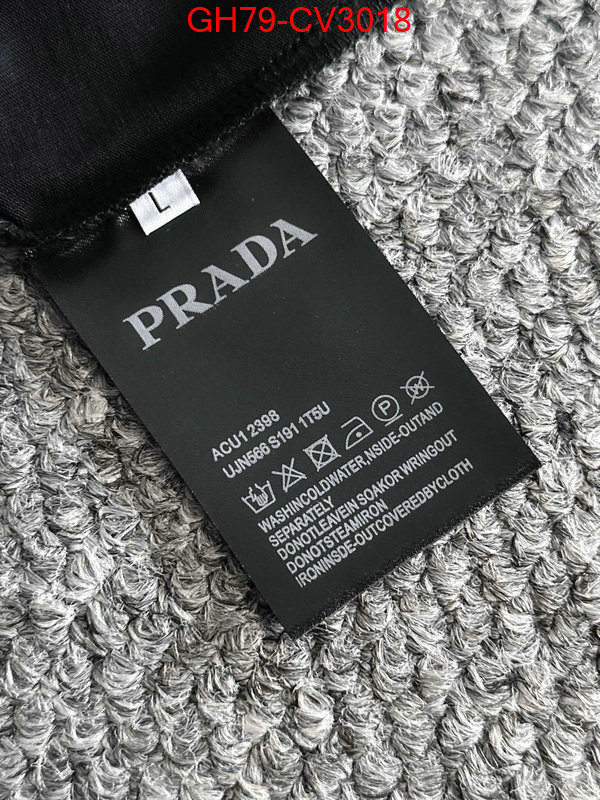 GH79-CV3018
L
PRADA
ACU1 2398
UJN566 S191 1T5U
P
WASHINCOLDWATER,NSIDE-OUTAND
SEPARATELY
DONOTLEAVEIN SOAKOR WRINGOUT
DONOTSTEAMIRON
IRONINSDE-OUTCOVEREDBYCLOTH